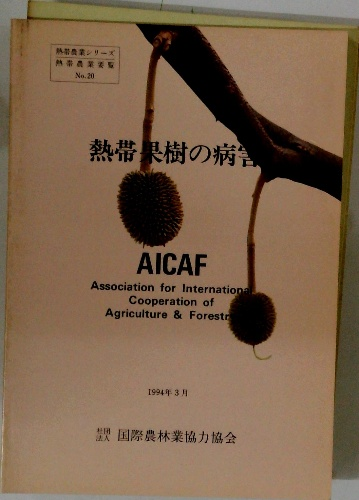 熱帯農業シリーズ
熱帯農業要覧
No.20
熱帯果樹の病害
AICAF
Association for International
Cooperation of
Agriculture & Forestry
1994年3月
社団法人 国際農林業協力協会